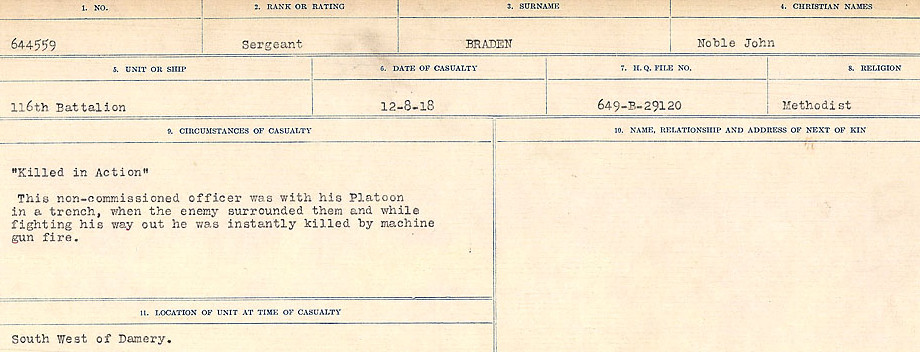 1. NO.
2. RANK OR RATING
3. SURNAME
4. CHRISTIAN NAMES
644559
Sergeant
BRADEN
Noble John
5. UNIT OR SHIP
6. DATE OF CASUALTY
7. H.Q. FILE NO.
8. RELIGION
116th Battalion
12-8-18
649-B-29120
Methodist
9. CIRCUMSTANCES OF CASUALTY
"Killed in Action"
This non-commissioned officer was with his Platoon
in a trench, when the enemy surrounded them and while
fighting his way out he was instantly killed by machine
gun fire.
10. NAME, RELATIONSHIP AND ADDRESS OF NEXT OF KIN
11. LOCATION OF UNIT AT TIME OF CASUALTY
South West of Damery.